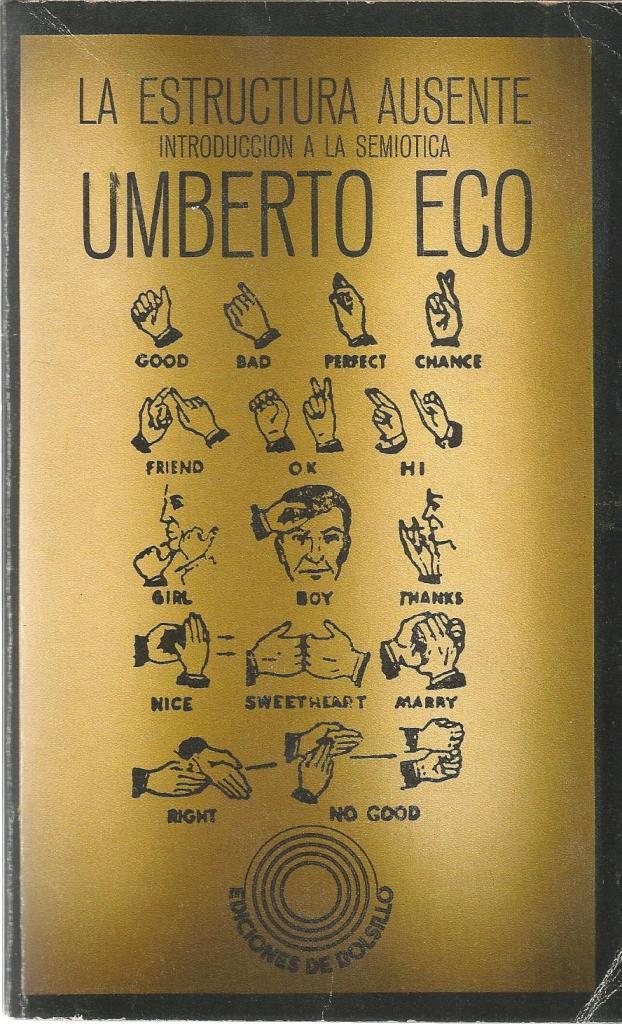 LA ESTRUCTURA AUSENTE
INTRODUCCION A LA SEMIOTICA
UMBERTO ECO
GOOD BAD PERFECT CHANCE
FRIEND OK HI
GIRL BOY THANKS
NICE SWEETHEART MARRY
RIGHT NO GOOD
EDICIONES DE BOLSILLO